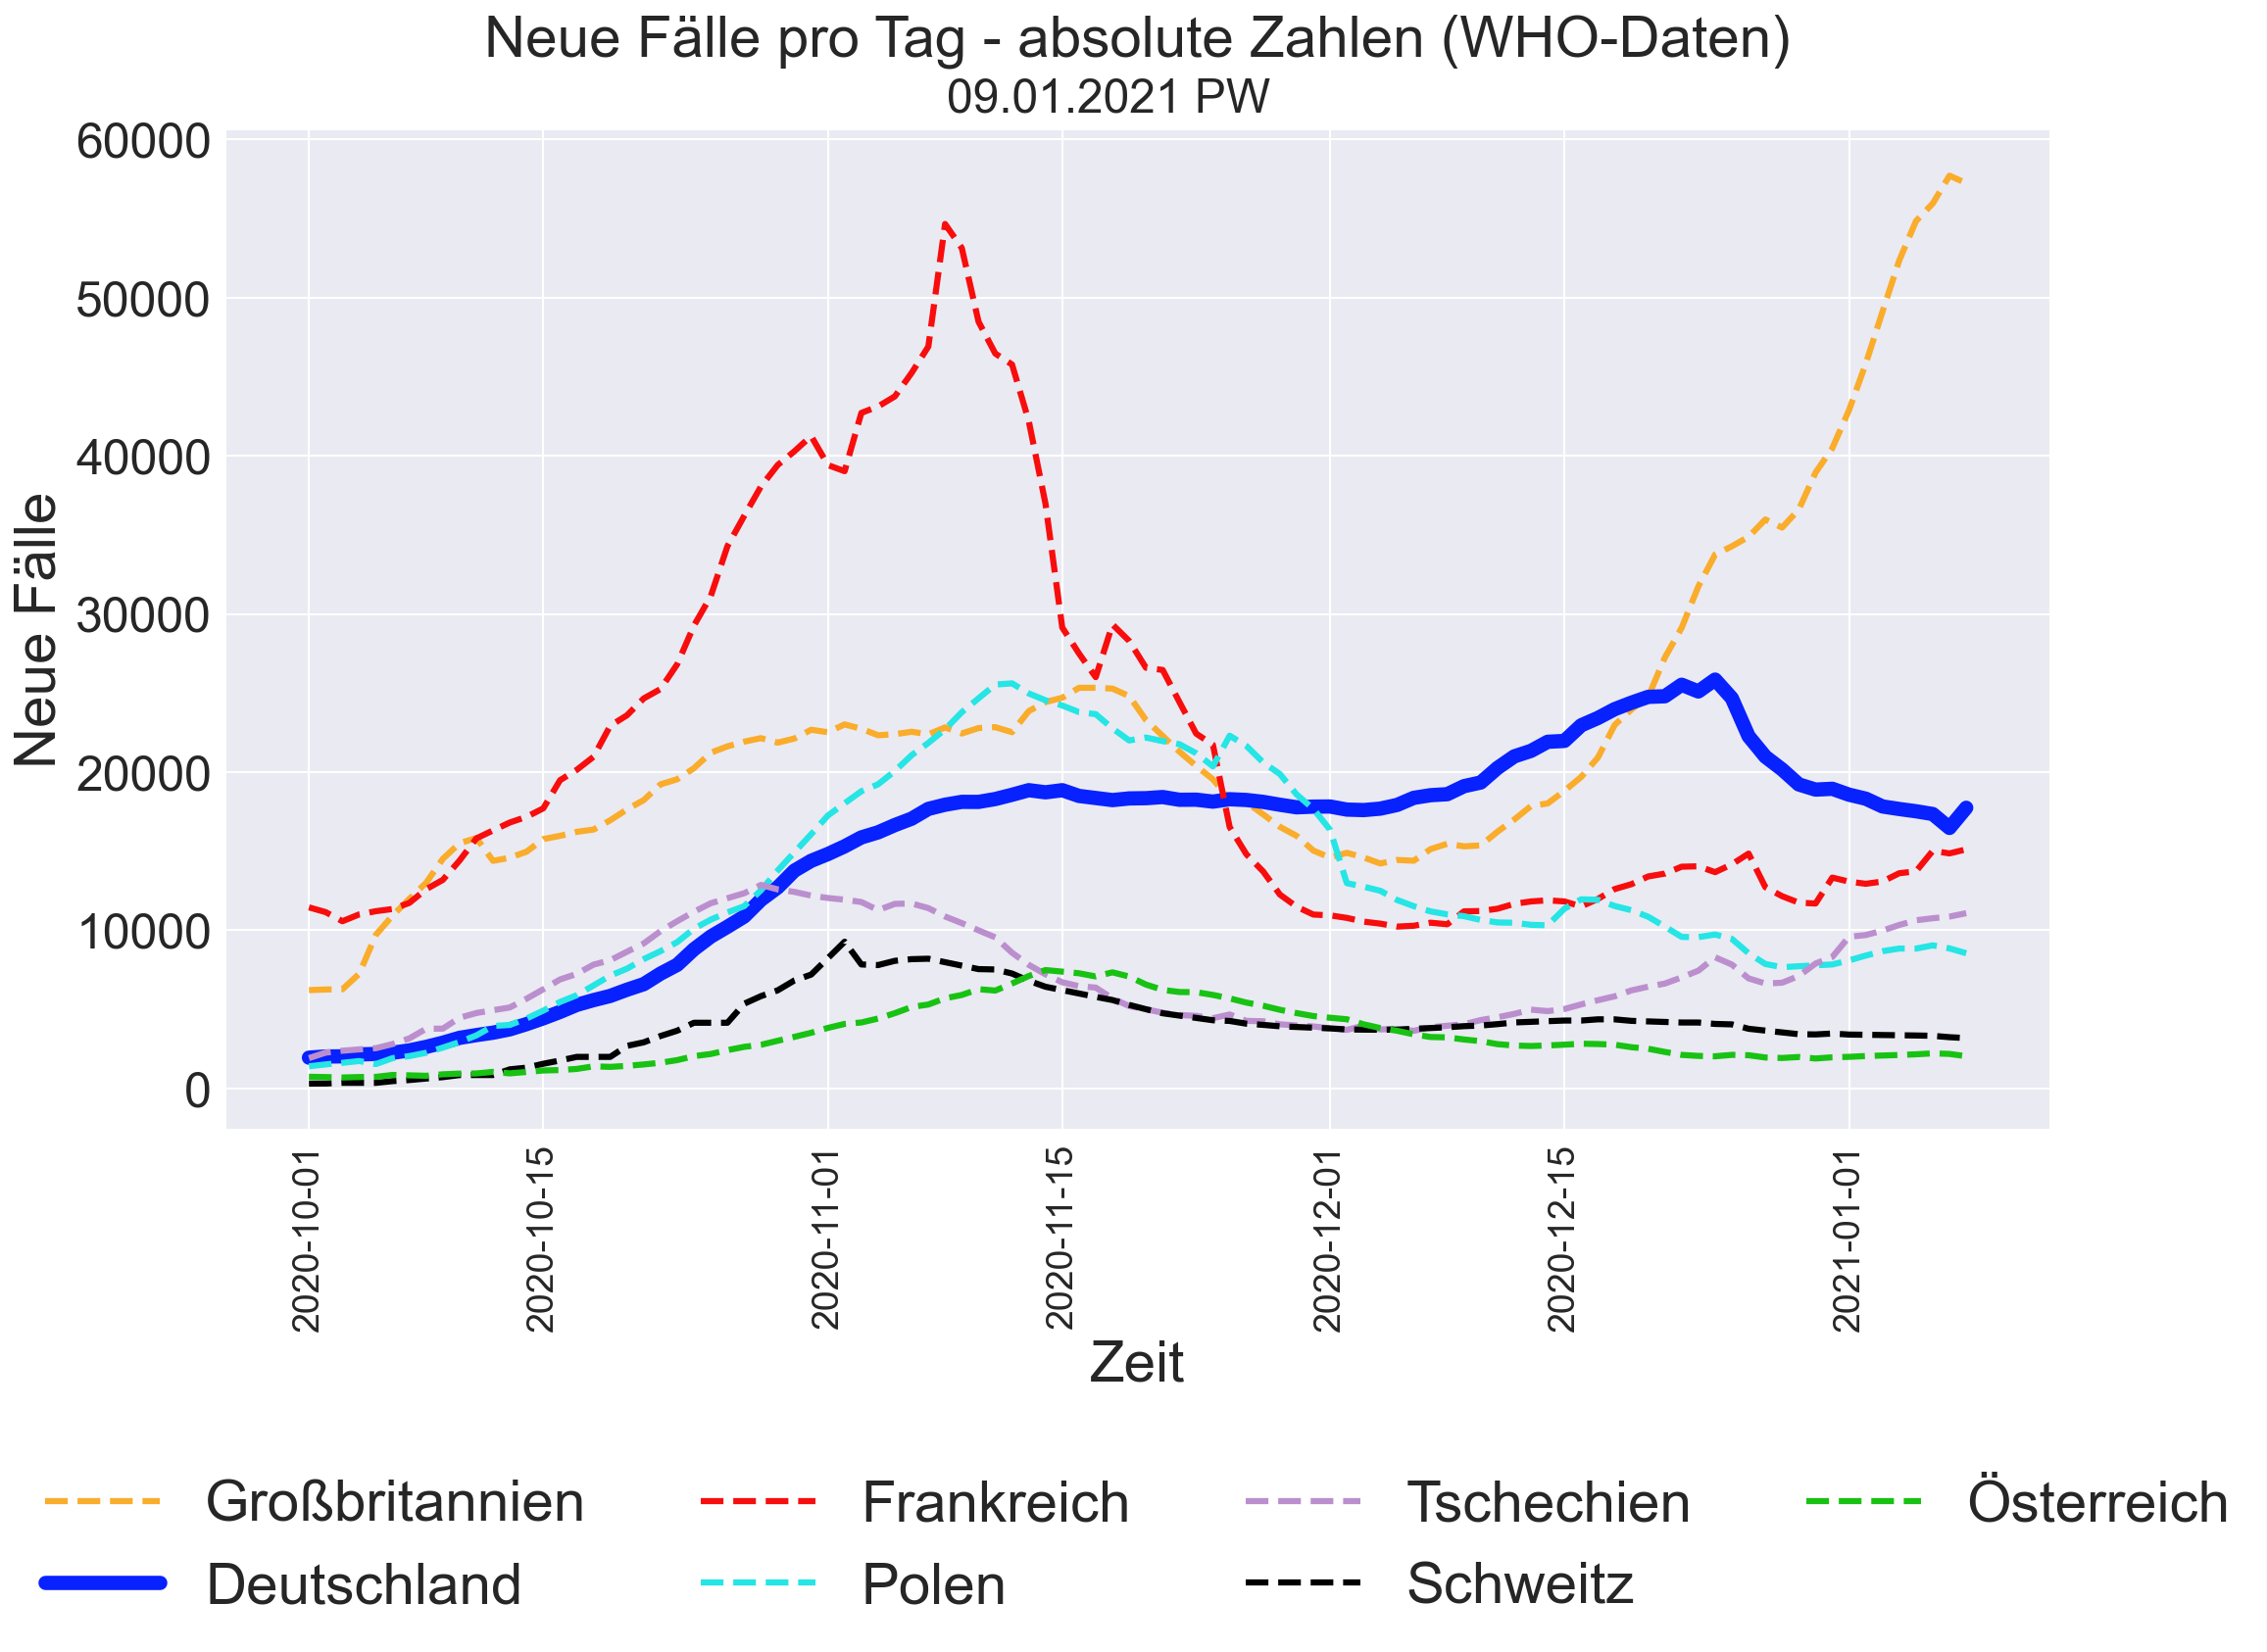 Neue Fälle pro Tag - absolute Zahlen (WHO-Daten)
09.01.2021 PW
60000
50000
40000
30000
20000
10000
0
Neue Fälle
2020-10-01
2020-10-15
2020-11-01
2020-11-15
2020-12-01
2020-12-15
2021-01-01
Zeit
Großbritannien Frankreich Tschechien Österreich
Deutschland Polen Schweitz